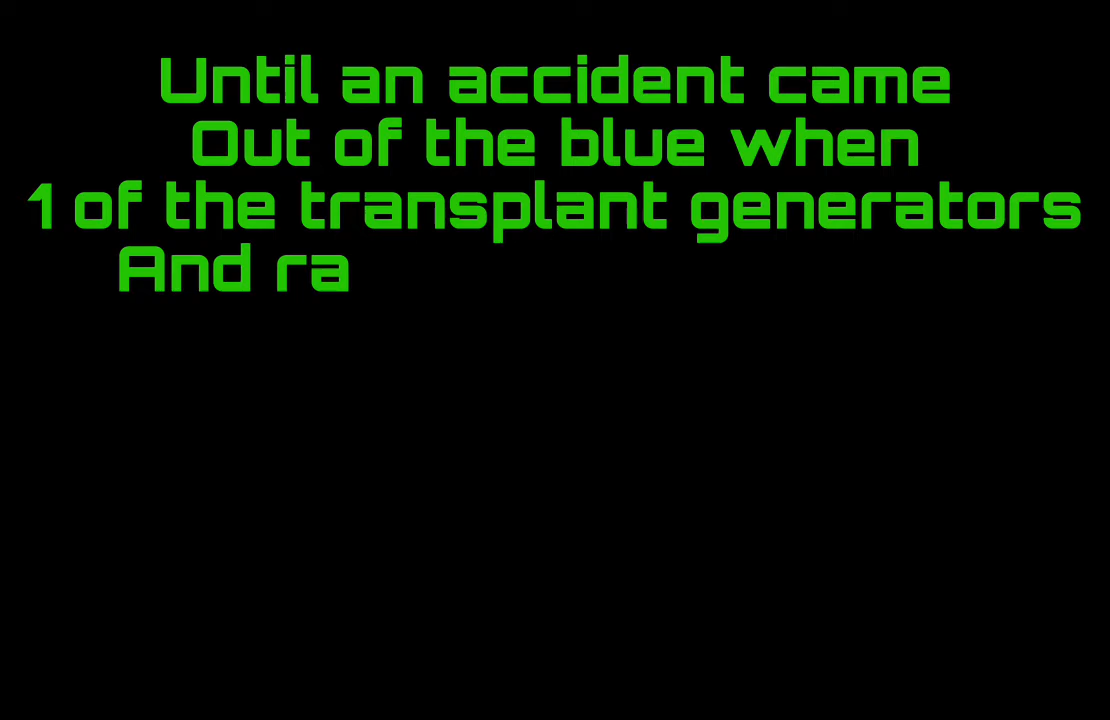 Until an accident came
Out of the blue when
1 of the transplant generators
And ra